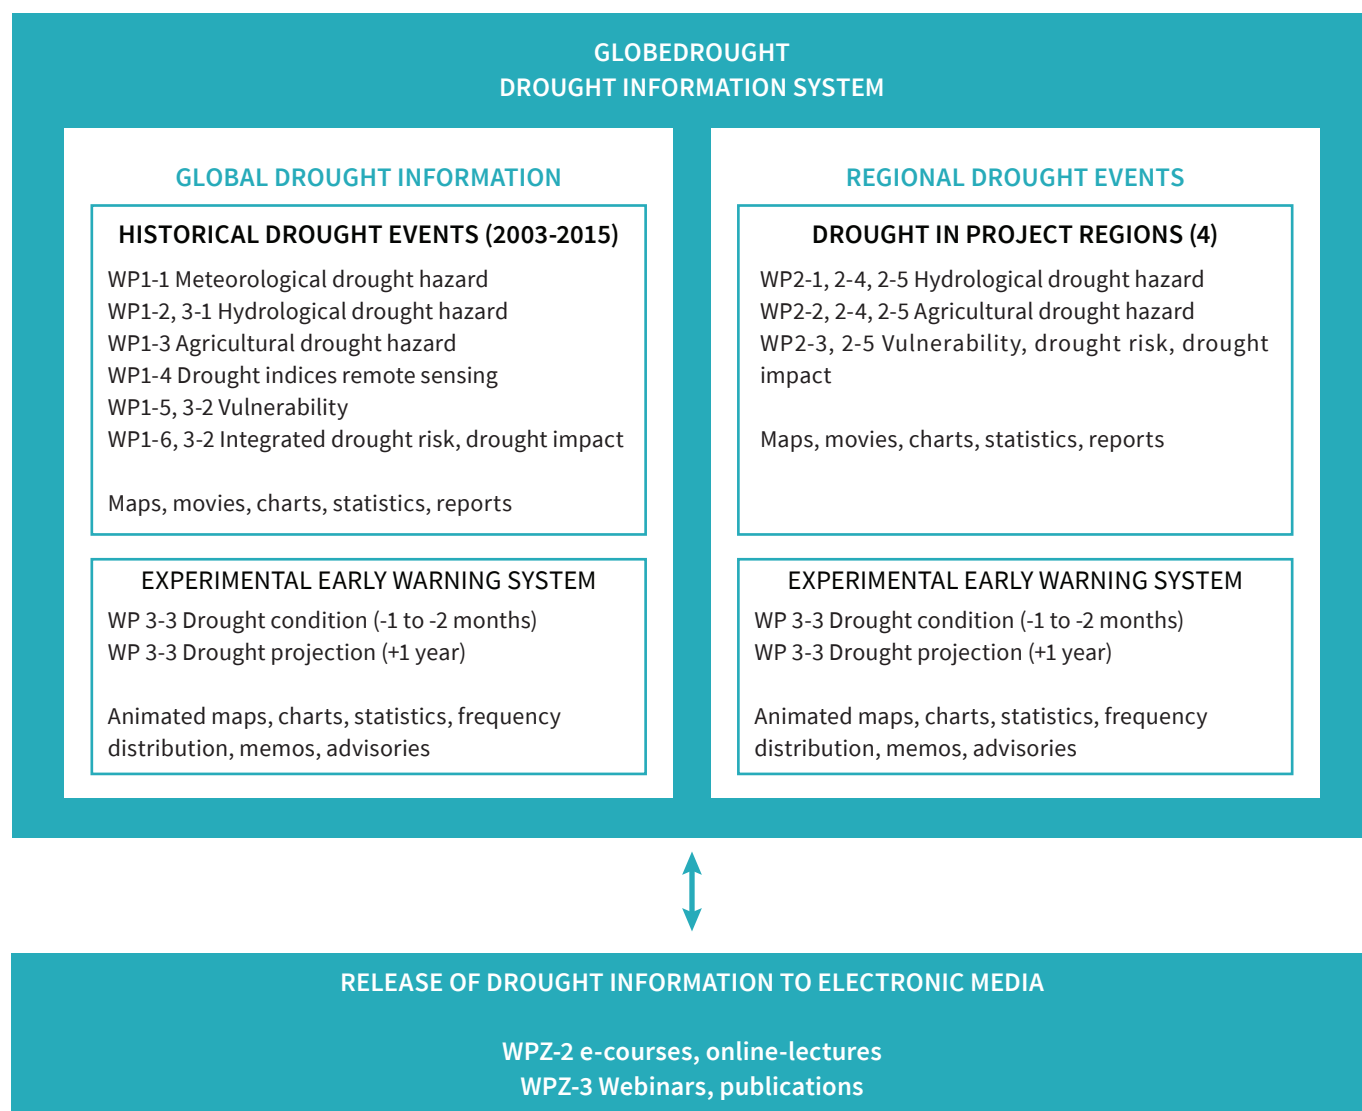 GLOBEDROUGHT
DROUGHT INFORMATION SYSTEM
GLOBAL DROUGHT INFORMATION
HISTORICAL DROUGHT EVENTS (2003-2015)
WP1-1 Meteorological drought hazard
WP1-2, 3-1 Hydrological drought hazard
WP1-3 Agricultural drought hazard
WP1-4 Drought indices remote sensing
WP1-5, 3-2 Vulnerability
WP1-6, 3-2 Integrated drought risk, drought impact
Maps, movies, charts, statistics, reports
EXPERIMENTAL EARLY WARNING SYSTEM
WP 3-3 Drought condition (-1 to -2 months)
WP 3-3 Drought projection (+1 year)
Animated maps, charts, statistics, frequency
distribution, memos, advisories
REGIONAL DROUGHT EVENTS
DROUGHT IN PROJECT REGIONS (4)
WP2-1, 2-4, 2-5 Hydrological drought hazard
WP2-2, 2-4, 2-5 Agricultural drought hazard
WP2-3, 2-5 Vulnerability, drought risk, drought
impact
Maps, movies, charts, statistics, reports
EXPERIMENTAL EARLY WARNING SYSTEM
WP 3-3 Drought condition (-1 to -2 months)
WP 3-3 Drought projection (+1 year)
Animated maps, charts, statistics, frequency
distribution, memos, advisories
RELEASE OF DROUGHT INFORMATION TO ELECTRONIC MEDIA
WPZ-2 e-courses, online-lectures
WPZ-3 Webinars, publications